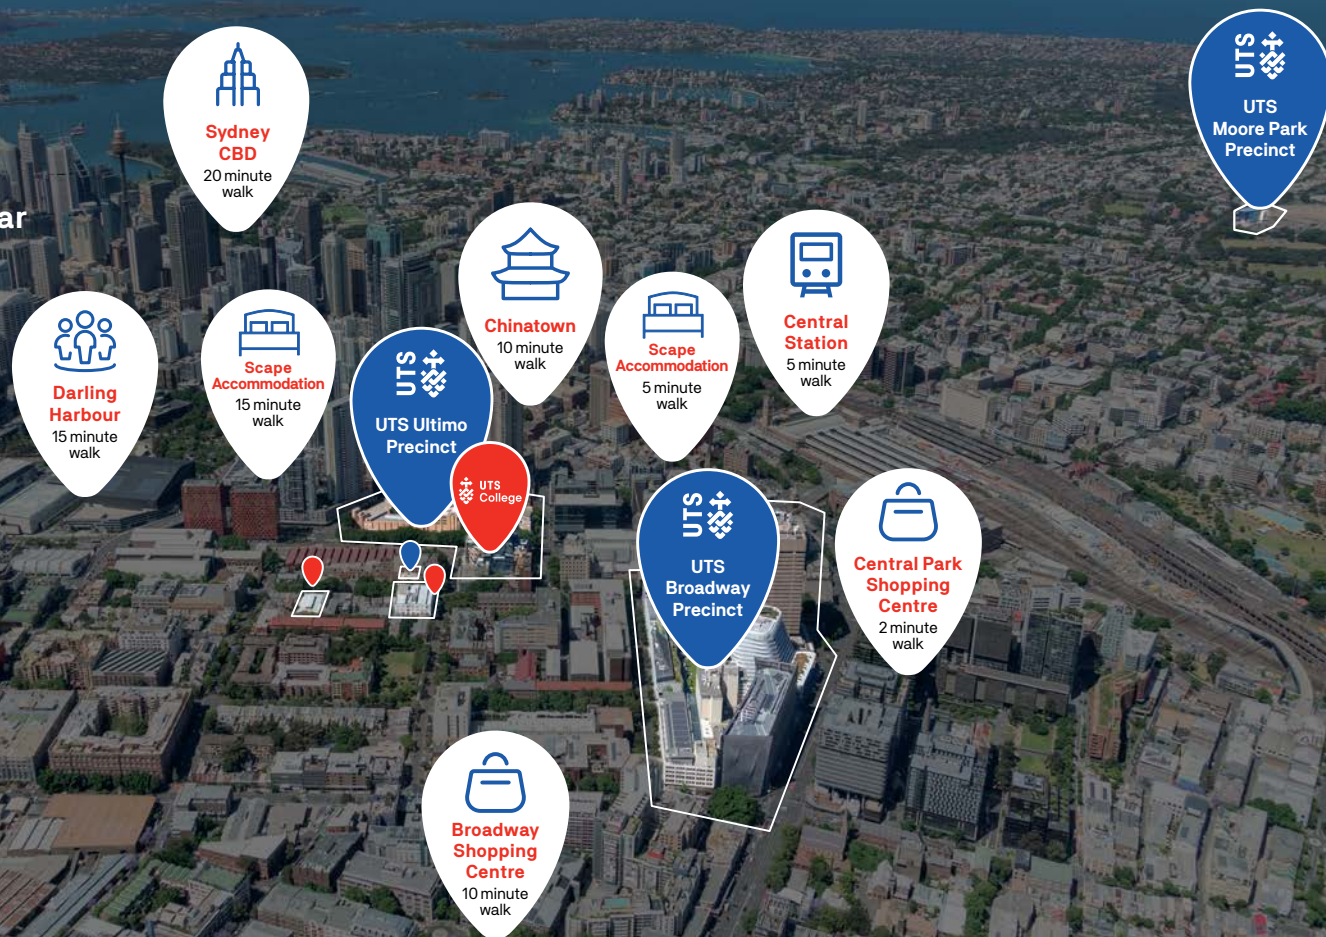 UTS
UTS
Moore Park
Precinct
Sydney
CBD
20 minute
walk
ar
Chinatown
10 minute
walk
Central
Station
5 minute
walk
Scape
Accommodation
5 minute
walk
Darling
Harbour
15 minute
walk
Scape
Accommodation
15 minute
walk
UTS
UTS Ultimo
Precinct
UTS
College
UTS
UTS
Broadway
Precinct
Central Park
Shopping
Centre
2 minute
walk
Broadway
Shopping
Centre
10 minute
walk